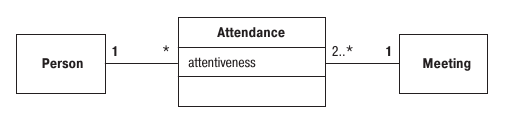 Attendance
1 * 2..* 1
Person attentiveness Meeting